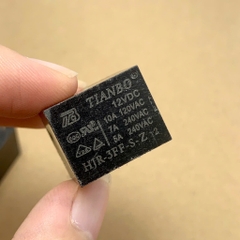 TIANBO®
12VDC
10A 120VAC
7A 240VAC
5A 240VAC
HJR-3FF-S-Z